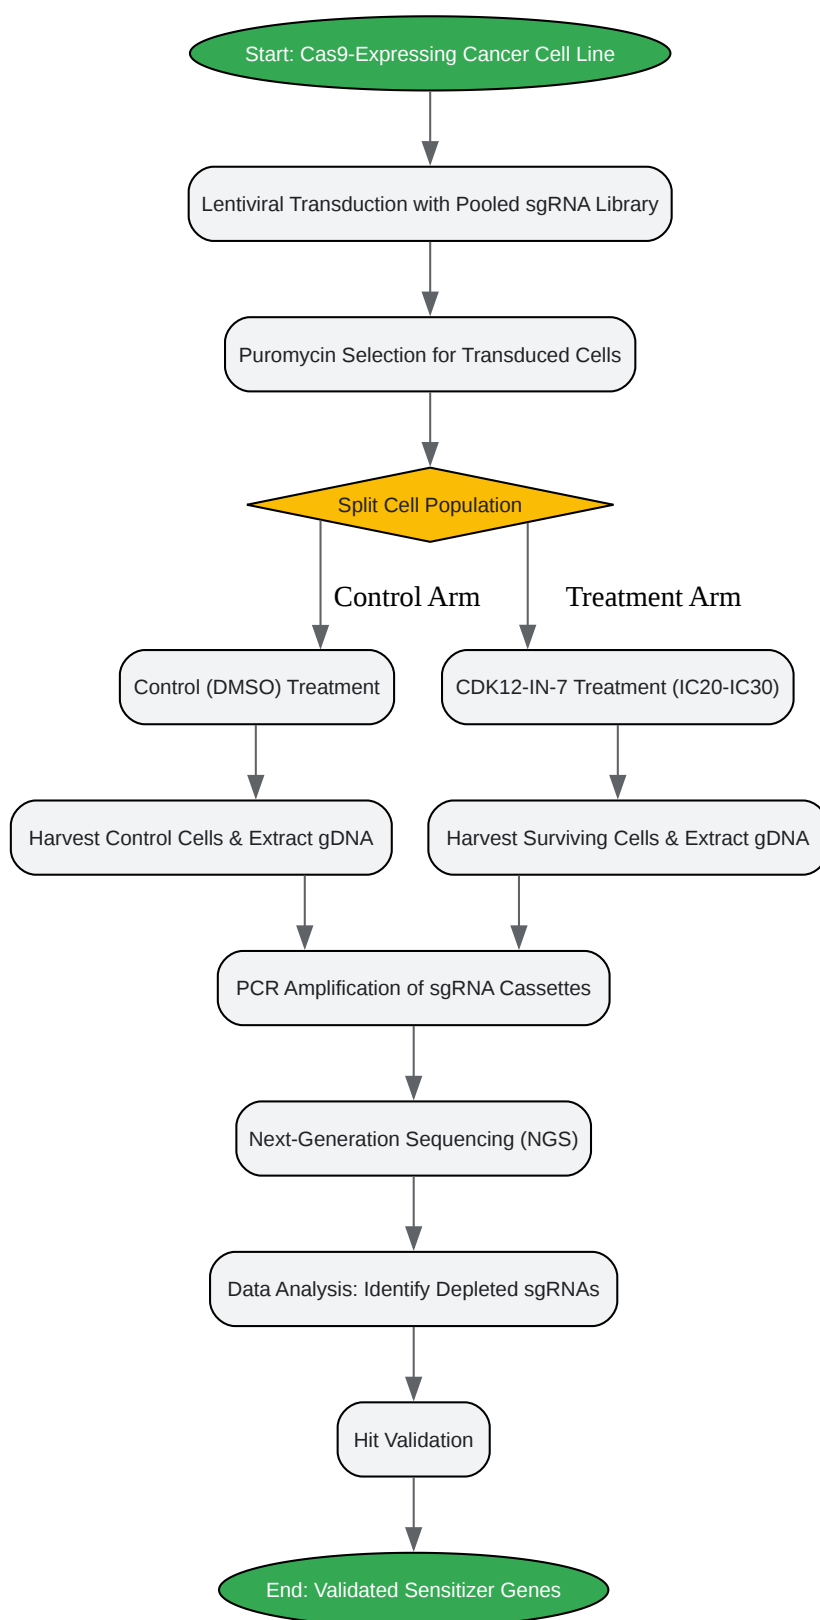 Start: Cas9-Expressing Cancer Cell Line
Lentiviral Transduction with Pooled sgRNA Library
Puromycin Selection for Transduced Cells
Split Cell Population
Control Arm
Treatment Arm
Control (DMSO) Treatment
CDK12-IN-7 Treatment (IC20-IC30)
Harvest Control Cells & Extract gDNA
Harvest Surviving Cells & Extract gDNA
PCR Amplification of sgRNA Cassettes
Next-Generation Sequencing (NGS)
Data Analysis: Identify Depleted sgRNAs
Hit Validation
End: Validated Sensitizer Genes